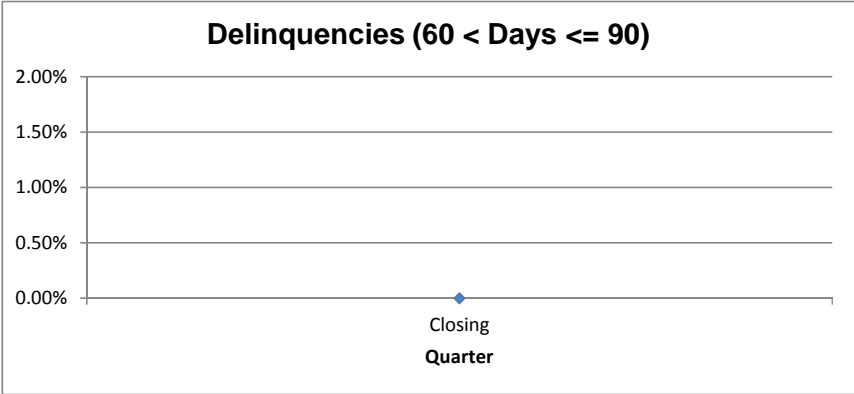 Delinquencies (60 < Days <= 90)
2.00%
1.50%
1.00%
0.50%
0.00%
Closing
Quarter